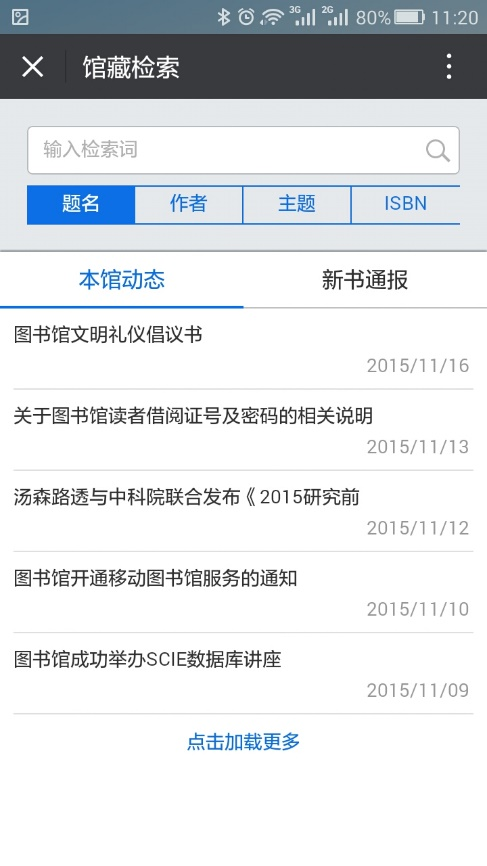 3G 2G 80% 11:20
馆藏检索
输入检索词
题名 作者 主题 ISBN
本馆动态 新书通报
图书馆文明礼仪倡议书
2015/11/16
关于图书馆读者借阅证号及密码的相关说明
2015/11/13
汤森路透与中科院联合发布《2015研究前
2015/11/12
图书馆开通移动图书馆服务的通知
2015/11/10
图书馆成功举办SCIE数据库讲座
2015/11/09
点击加载更多